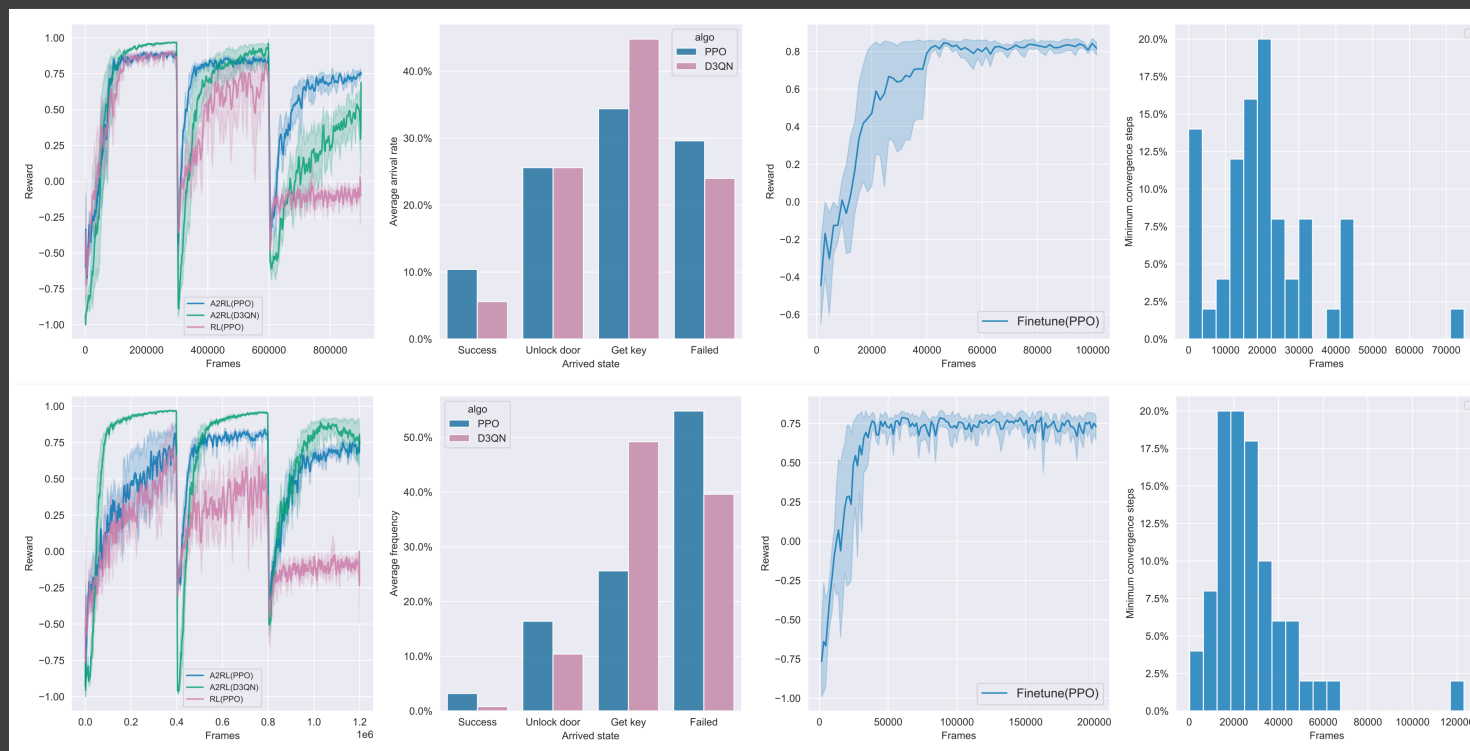 1.00
0.75
0.50
0.25
0.00
−0.25
−0.50
−0.75
−1.00
Reward
A2RL(PPO)
A2RL(D3QN)
RL(PPO)
0 200000 400000 600000 800000
Frames
40.0%
30.0%
20.0%
10.0%
0.0%
Average arrival rate
algo
PPO
D3QN
Success Unlock door Get key Failed
Arrived state
0.8
0.6
0.4
0.2
0.0
−0.2
−0.4
−0.6
Reward
Finetune(PPO)
0 20000 40000 60000 80000 100000
Frames
20.0%
17.5%
15.0%
12.5%
10.0%
7.5%
5.0%
2.5%
0.0%
Minimum convergence steps
0 10000 20000 30000 40000 50000 60000 70000
Frames
1.00
0.75
0.50
0.25
0.00
−0.25
−0.50
−0.75
−1.00
Reward
A2RL(PPO)
A2RL(D3QN)
RL(PPO)
0.0 0.2 0.4 0.6 0.8 1.0 1.2
Frames 1e6
50.0%
40.0%
30.0%
20.0%
10.0%
0.0%
Average frequency
algo
PPO
D3QN
Success Unlock door Get key Failed
Arrived state
0.75
0.50
0.25
0.00
−0.25
−0.50
−0.75
−1.00
Reward
Finetune(PPO)
0 50000 100000 150000 200000
Frames
20.0%
17.5%
15.0%
12.5%
10.0%
7.5%
5.0%
2.5%
0.0%
Minimum convergence steps
0 20000 40000 60000 80000 100000
Frames